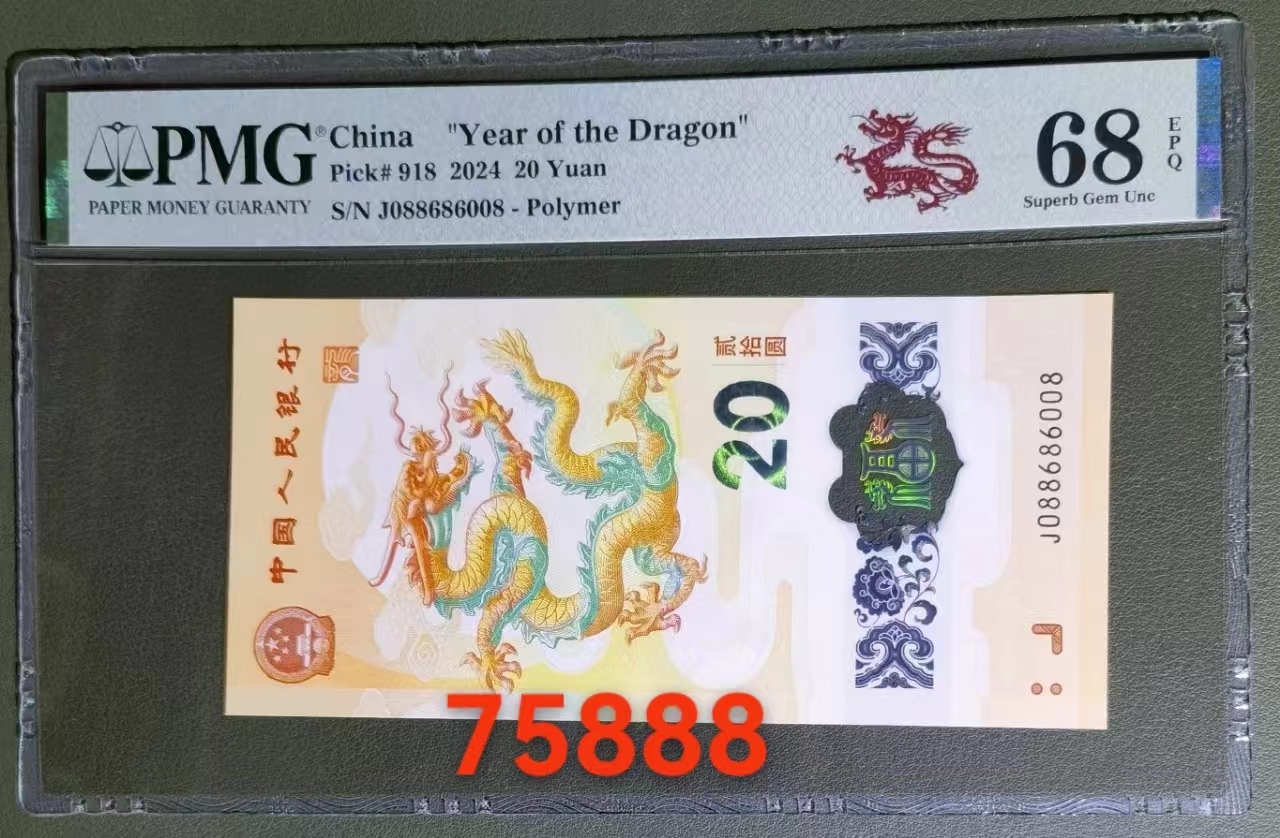 PMG® China "Year of the Dragon"
PAPER MONEY GUARANTY
Pick# 918 2024 20 Yuan
S/N J088686008 - Polymer
68 EPQ
Superb Gem Unc
中国人民银行
贰拾圆
20
J088686008
75888